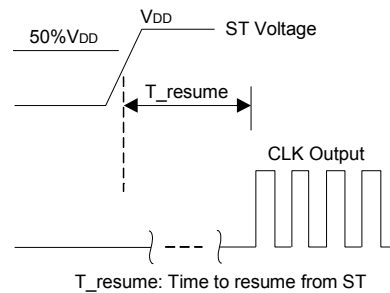 VDD
50%VDD
ST Voltage
T_resume
CLK Output
T_resume: Time to resume from ST